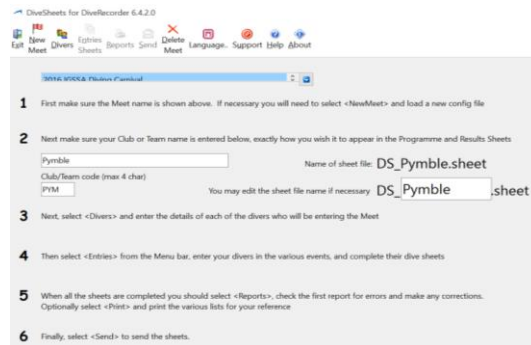 DiveSheets for DiveRecorder 6.4.2.0
Exit New Meet Divers Entries Sheets Reports Send Delete Meet Language.. Support Help About
2016 IGSSA Diving Carnival
1 First make sure the Meet name is shown above. If necessary you will need to select <NewMeet> and load a new config file
2 Next make sure your Club or Team name is entered below, exactly how you wish it to appear in the Programme and Results Sheets
Pymble Name of sheet file: DS_Pymble.sheet
Club/Team code (max 4 char)
PYM You may edit the sheet file name if necessary DS_ Pymble .sheet
3 Next, select <Divers> and enter the details of each of the divers who will be entering the Meet
4 Then select <Entries> from the Menu bar, enter your divers in the various events, and complete their dive sheets
5 When all the sheets are completed you should select <Reports>, check the first report for errors and make any corrections.
Optionally select <Print> and print the various lists for your reference
6 Finally, select <Send> to send the sheets.